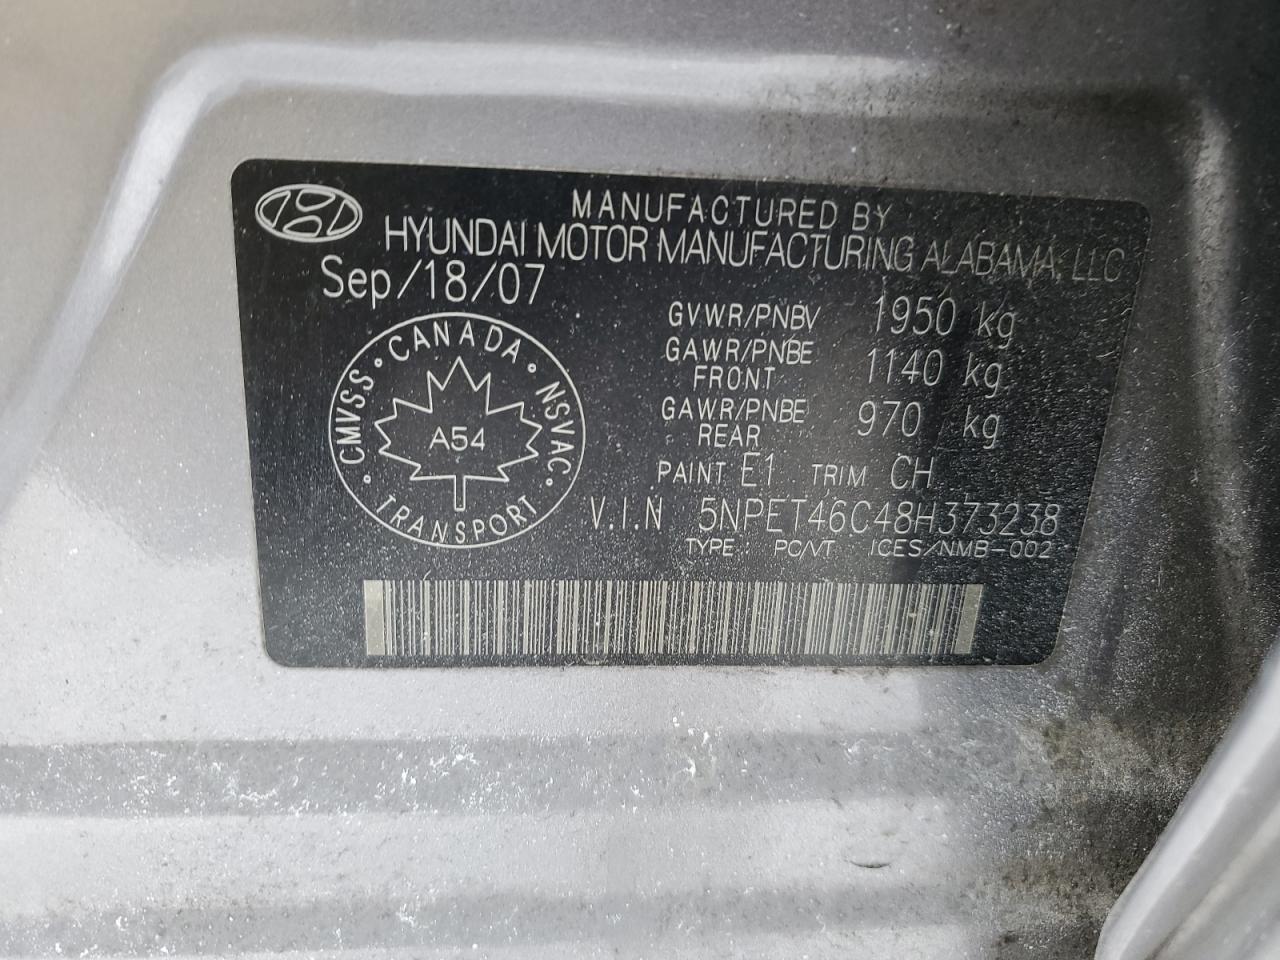 MANUFACTURED BY
HYUNDAI MOTOR MANUFACTURING ALABAMA, LLC
Sep/18/07
CANADA
CMVSS
NSVAC
A54
TRANSPORT
GVWR/PNBV 1950 kg
GAWR/PNBE 1140 kg
FRONT
GAWR/PNBE 970 kg
REAR
PAINT E1 TRIM CH
V.I.N 5NPET46C48H373238
TYPE PC/VT ICES/NMB-002